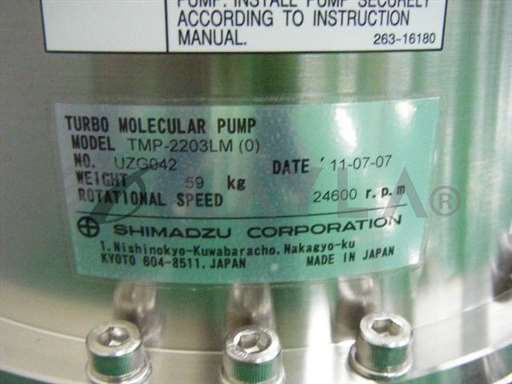 PUMP. INSTALL PUMP SECURELY
ACCORDING TO INSTRUCTION
MANUAL.
263-16180
TURBO MOLECULAR PUMP
MODEL TMP-2203LM (O)
NO. UZG042 DATE '11-07-07
WEIGHT 59 kg
ROTATIONAL SPEED 24600 r.p.m
SHIMADZU CORPORATION
1.Nishinokyo-Kuwabaracho.Nakagyo-ku
KYOTO 604-8511.JAPAN MADE IN JAPAN